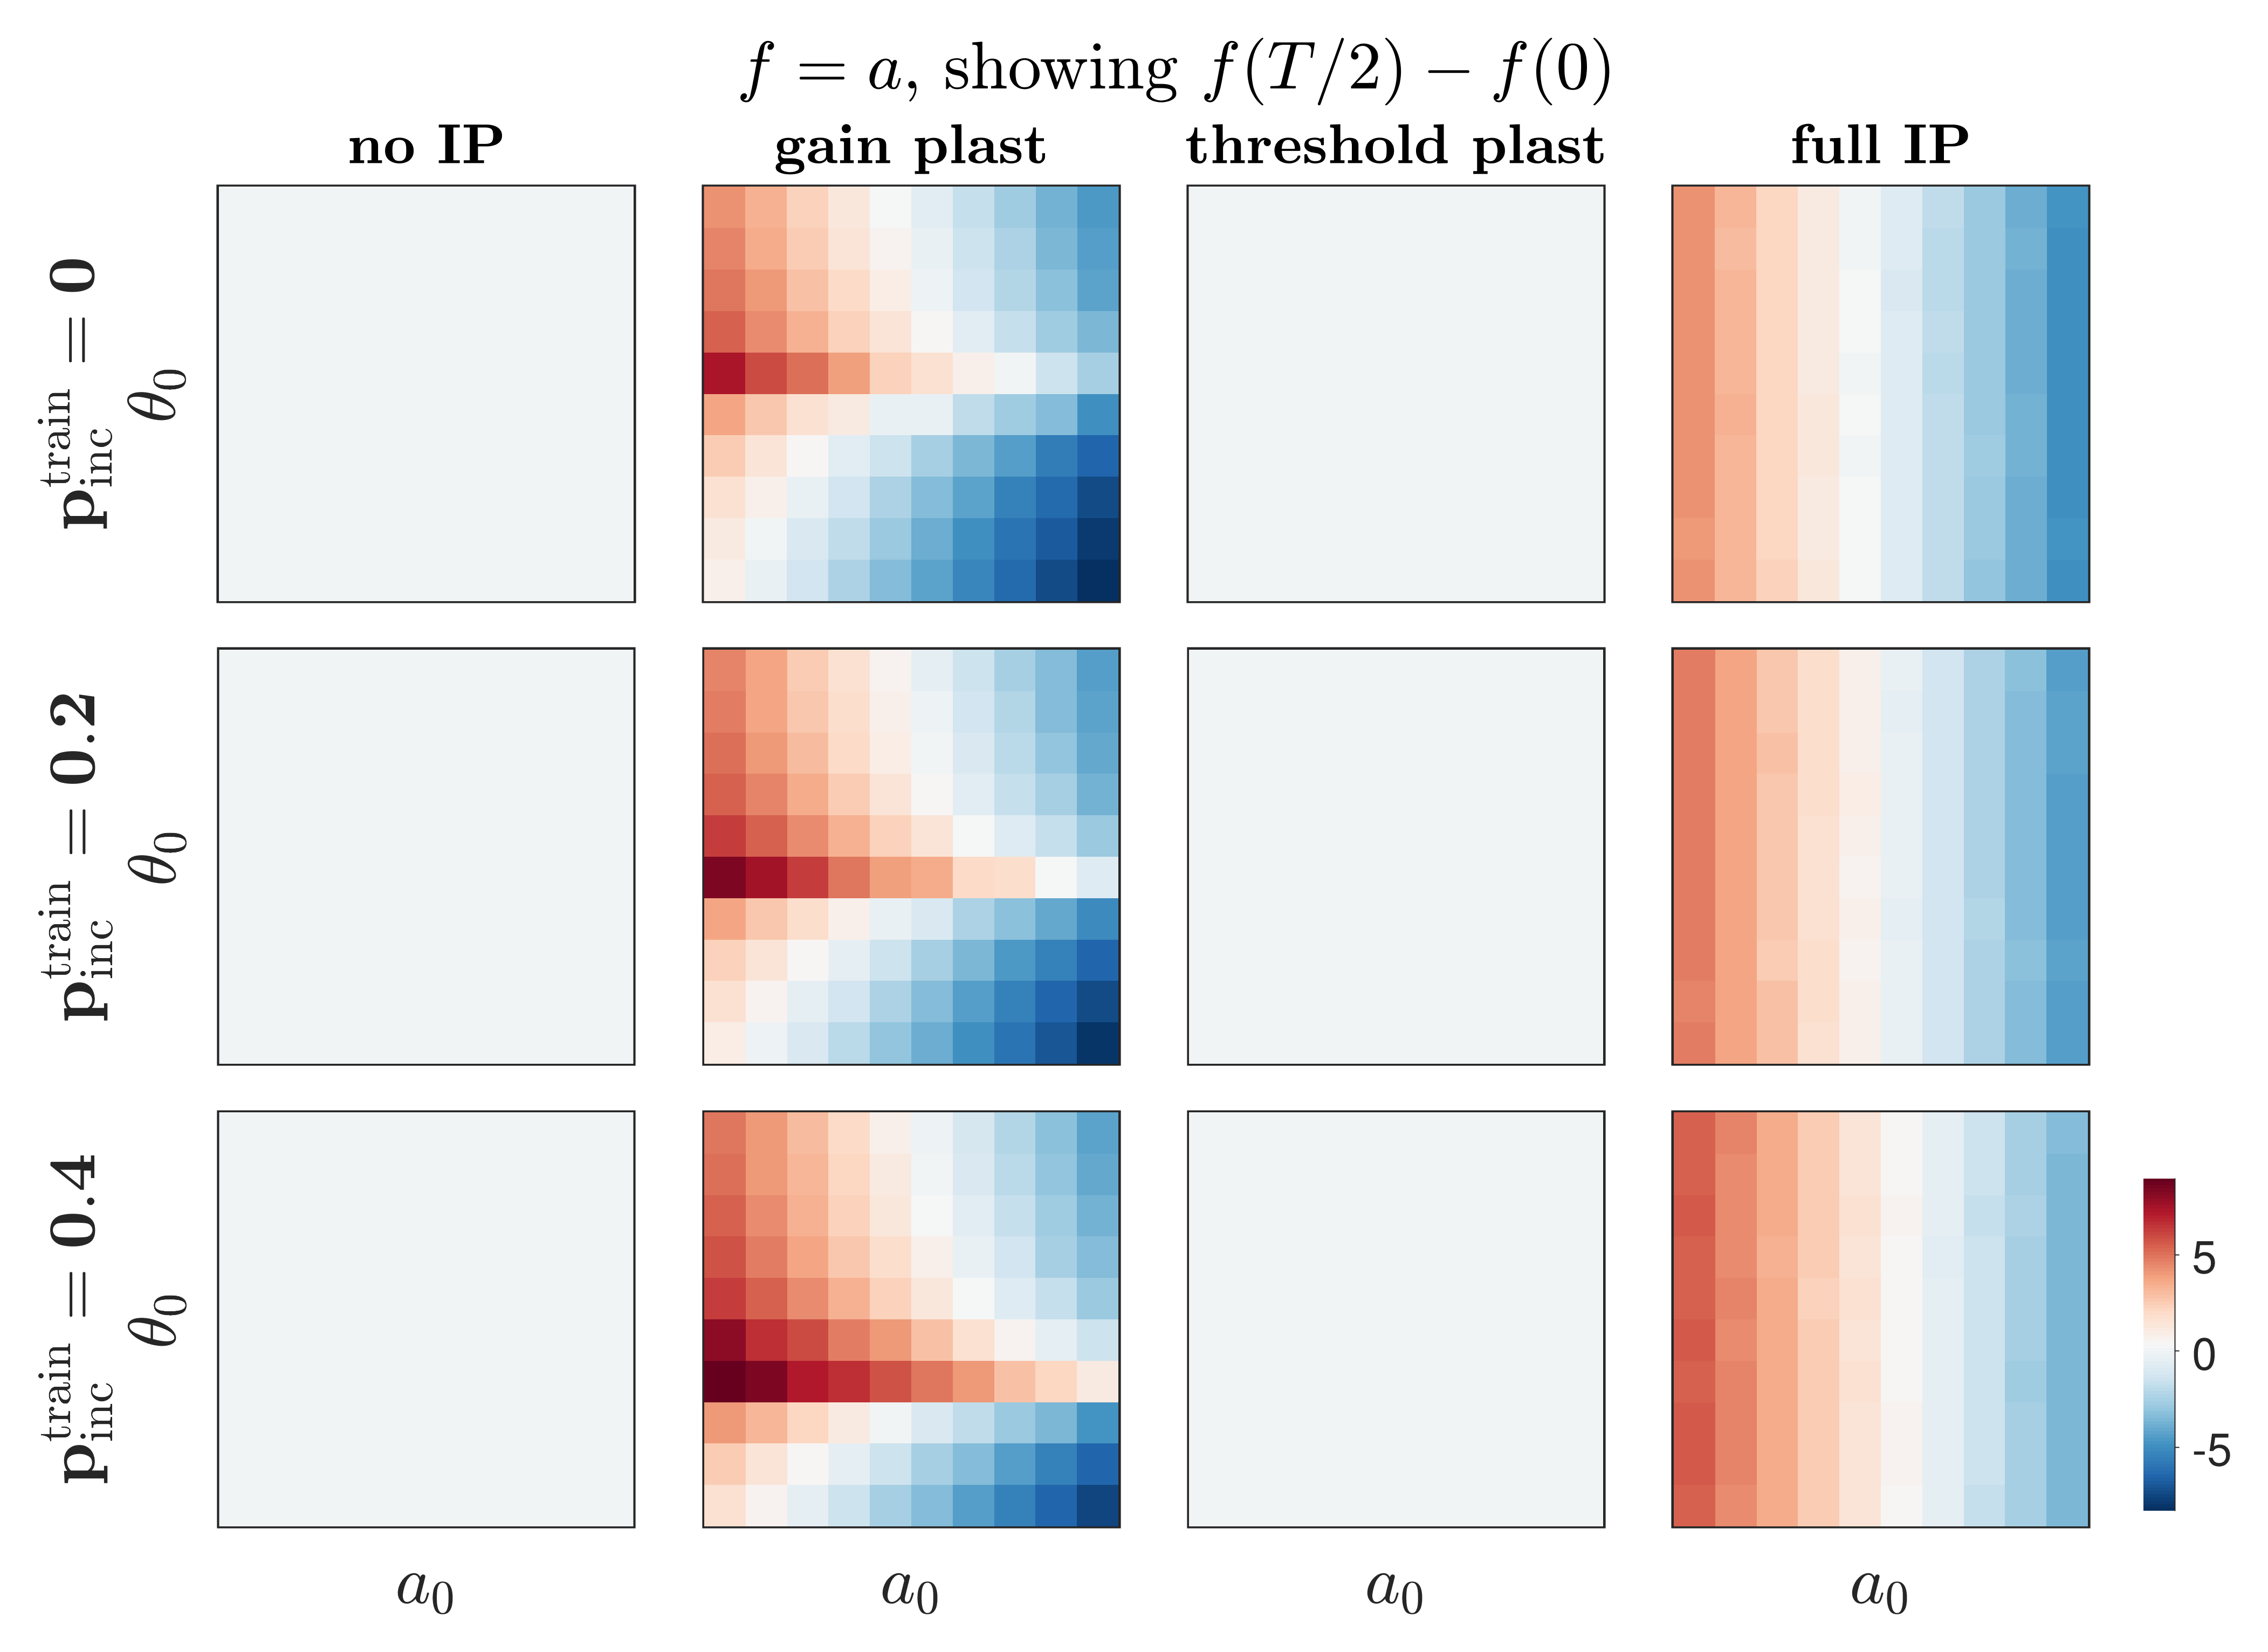 f = a, showing f(T/2) − f(0)
no IP
gain plast
threshold plast
full IP
p_inc^train = 0
θ_0
p_inc^train = 0.2
θ_0
p_inc^train = 0.4
θ_0
5
0
-5
a_0
a_0
a_0
a_0